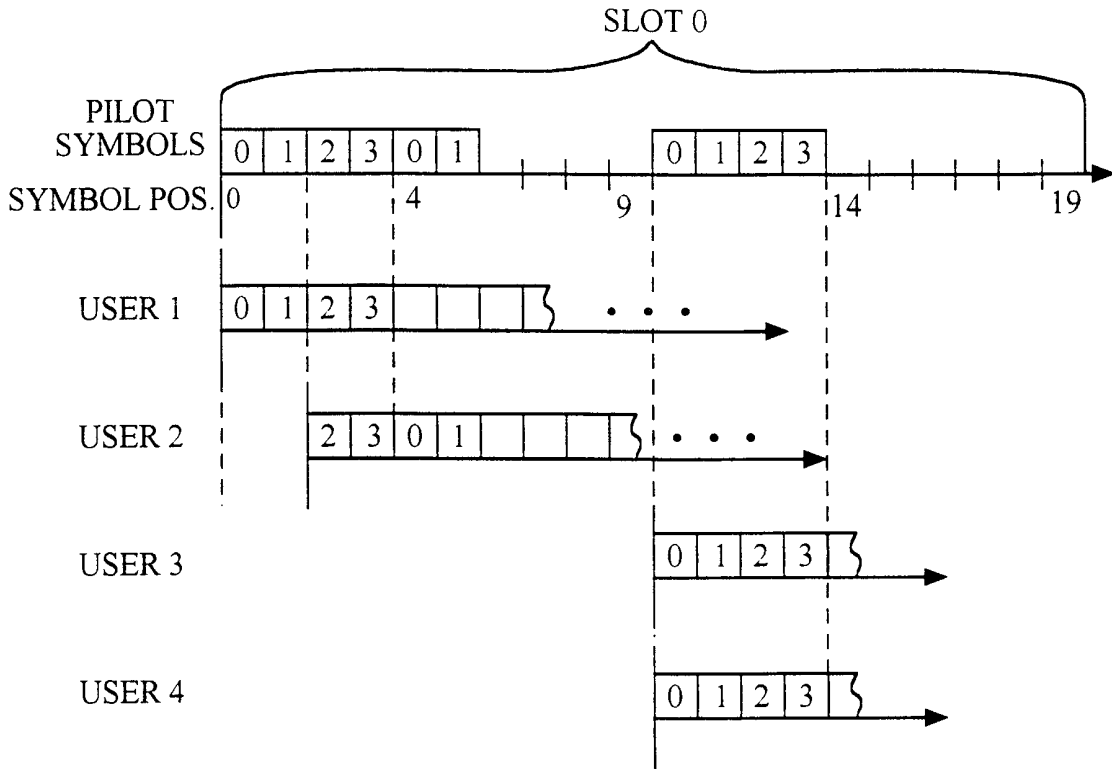 SLOT 0
PILOT
SYMBOLS
0 1 2 3 0 1 0 1 2 3
SYMBOL POS. 0 4 9 14 19
USER 1 0 1 2 3
USER 2 2 3 0 1
USER 3 0 1 2 3
USER 4 0 1 2 3